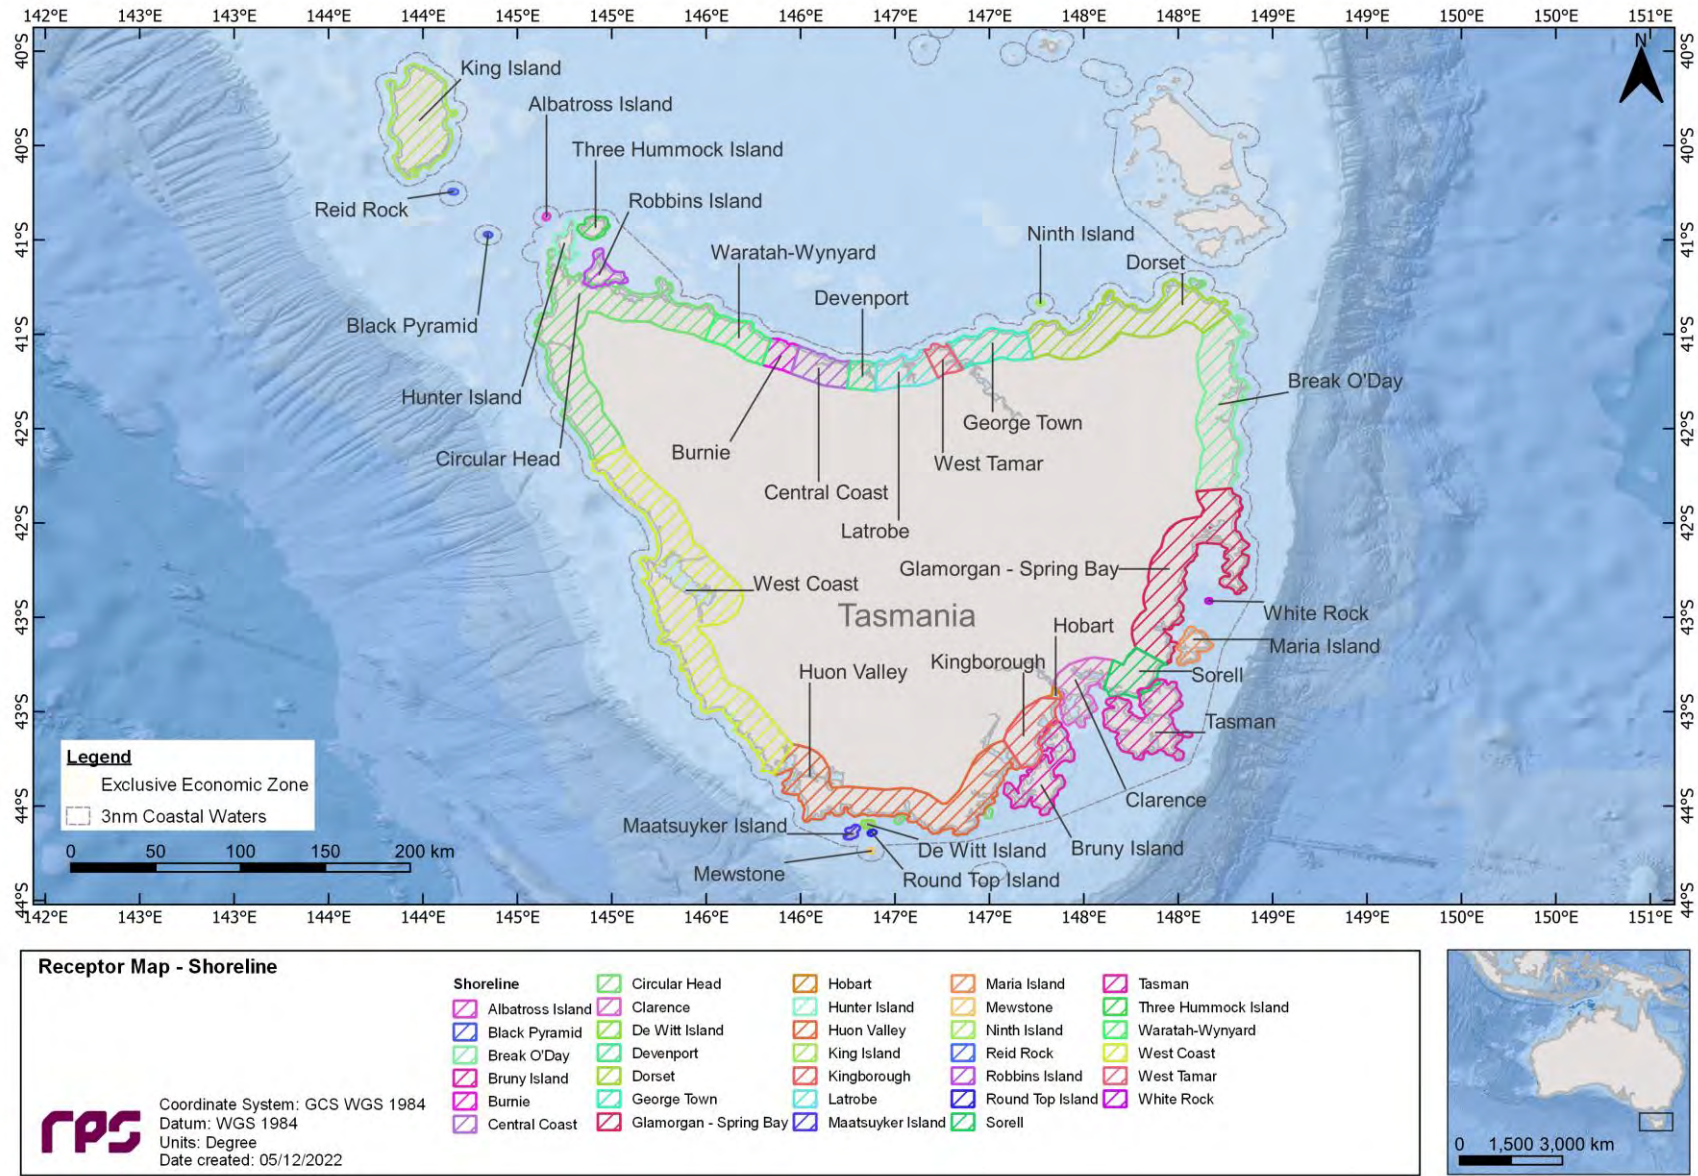 142°E 143°E 143°E 144°E 144°E 145°E 145°E 146°E 146°E 147°E 147°E 148°E 148°E 149°E 149°E 150°E 150°E 151°E
40°S 40°S
N
King Island
Albatross Island
Three Hummock Island
40°S 40°S
Robbins Island
Reid Rock
41°S 41°S
Ninth Island
Waratah-Wynyard
Dorset
Devenport
Black Pyramid
41°S 41°S
Break O'Day
Hunter Island
George Town
42°S 42°S
Burnie
Circular Head
West Tamar
Central Coast
Latrobe
42°S 42°S
Glamorgan - Spring Bay
West Coast
White Rock
Tasmania
43°S 43°S
Hobart
Maria Island
Kingborough
Huon Valley
Sorell
43°S 43°S
Tasman
Legend
Exclusive Economic Zone
3nm Coastal Waters
Clarence
44°S 44°S
Maatsuyker Island
Bruny Island
De Witt Island
0 50 100 150 200 km
Mewstone
Round Top Island
44°S 44°S
142°E 143°E 143°E 144°E 144°E 145°E 145°E 146°E 146°E 147°E 147°E 148°E 148°E 149°E 149°E 150°E 150°E 151°E
Receptor Map - Shoreline
Shoreline
Albatross Island
Black Pyramid
Break O'Day
Bruny Island
Burnie
Central Coast
Circular Head
Clarence
De Witt Island
Devenport
Dorset
George Town
Glamorgan - Spring Bay
Hobart
Hunter Island
Huon Valley
King Island
Kingborough
Latrobe
Maatsuyker Island
Maria Island
Mewstone
Ninth Island
Reid Rock
Robbins Island
Round Top Island
Sorell
Tasman
Three Hummock Island
Waratah-Wynyard
West Coast
West Tamar
White Rock
rps
Coordinate System: GCS WGS 1984
Datum: WGS 1984
Units: Degree
Date created: 05/12/2022
0 1,500 3,000 km